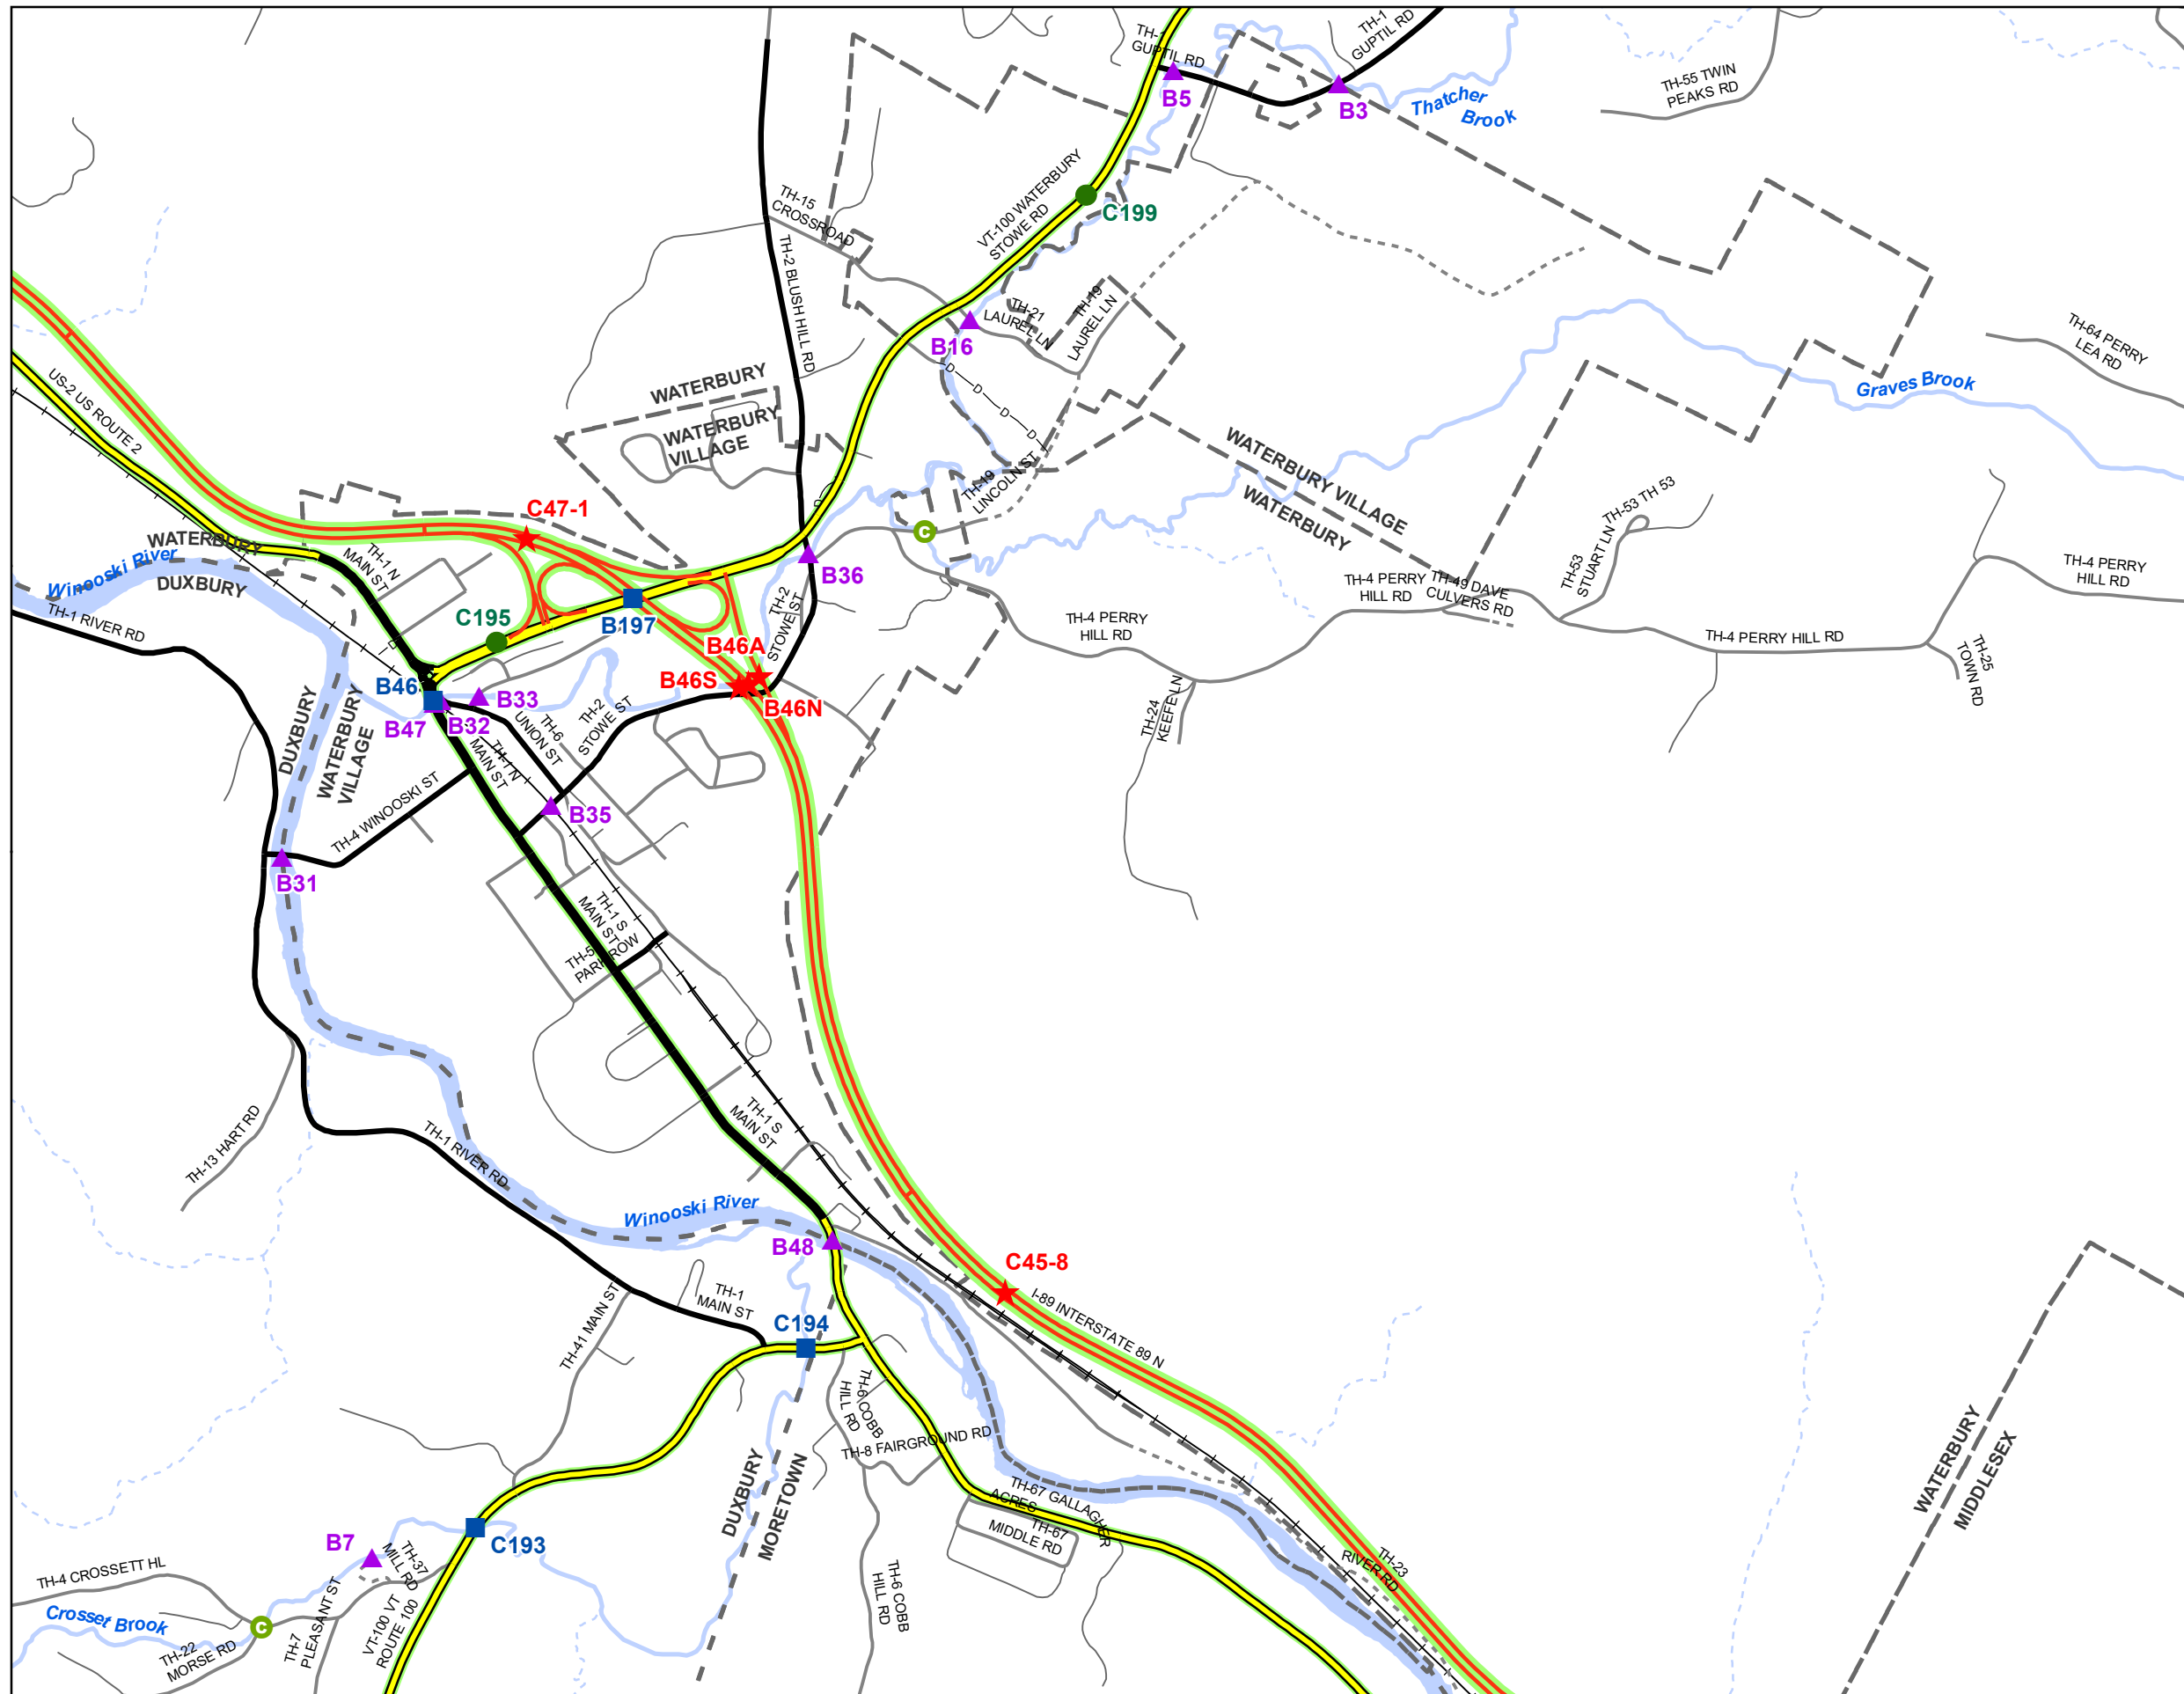 TH-1
GUPTIL RD
TH-1
GUPTIL RD
B5
B3
Thatcher
Brook
TH-55 TWIN
PEAKS RD
VT-100 WATERBURY
STOWE RD
C199
TH-15
CROSSROAD
TH-2 BLUSH HILL RD
TH-21
LAUREL LN
TH-19
LAUREL LN
B16
TH-64 PERRY
LEA RD
Graves Brook
US-2 US ROUTE 2
WATERBURY
WATERBURY
VILLAGE
D
D
D
D
D
WATERBURY VILLAGE
WATERBURY
TH-19
LINCOLN ST
C
TH-53 TH 53
TH-53
STUART LN
C47-1
WATERBURY
Winooski River
DUXBURY
TH-1 RIVER RD
TH-1 N
MAIN ST
B36
TH-2
STOWE ST
TH-4 PERRY
HILL RD
TH-49 DAVE
CULVERS RD
TH-4 PERRY
HILL RD
TH-4 PERRY
HILL RD
TH-4 PERRY HILL RD
TH-25
TOWN RD
C195
B197
D
B46A
B46S
B46N
B46
B33
B47
B32
TH-24
KEEFE LN
DUXBURY
WATERBURY
VILLAGE
TH-1 N
MAIN ST
TH-6
UNION ST
TH-2
STOWE ST
TH-4 WINOOSKI ST
B35
B31
TH-1 S
MAIN ST
TH-5
PARK ROW
TH-13 HART RD
TH-1 RIVER RD
TH-1 S
MAIN ST
Winooski River
B48
C45-8
I-89 INTERSTATE 89 N
TH-1
MAIN ST
C194
TH-41 MAIN ST
TH-6 COBB
HILL RD
TH-8 FAIRGROUND RD
DUXBURY
MORETOWN
TH-67 GALLAGHER
ACRES
TH-67
MIDDLE RD
WATERBURY
MIDDLESEX
TH-23
RIVER RD
B7
C193
TH-37
MILL RD
TH-4 CROSSETT HL
Crosset Brook
C
TH-22
MORSE RD
TH-7
PLEASANT ST
VT-100 VT
ROUTE 100
TH-6 COBB
HILL RD